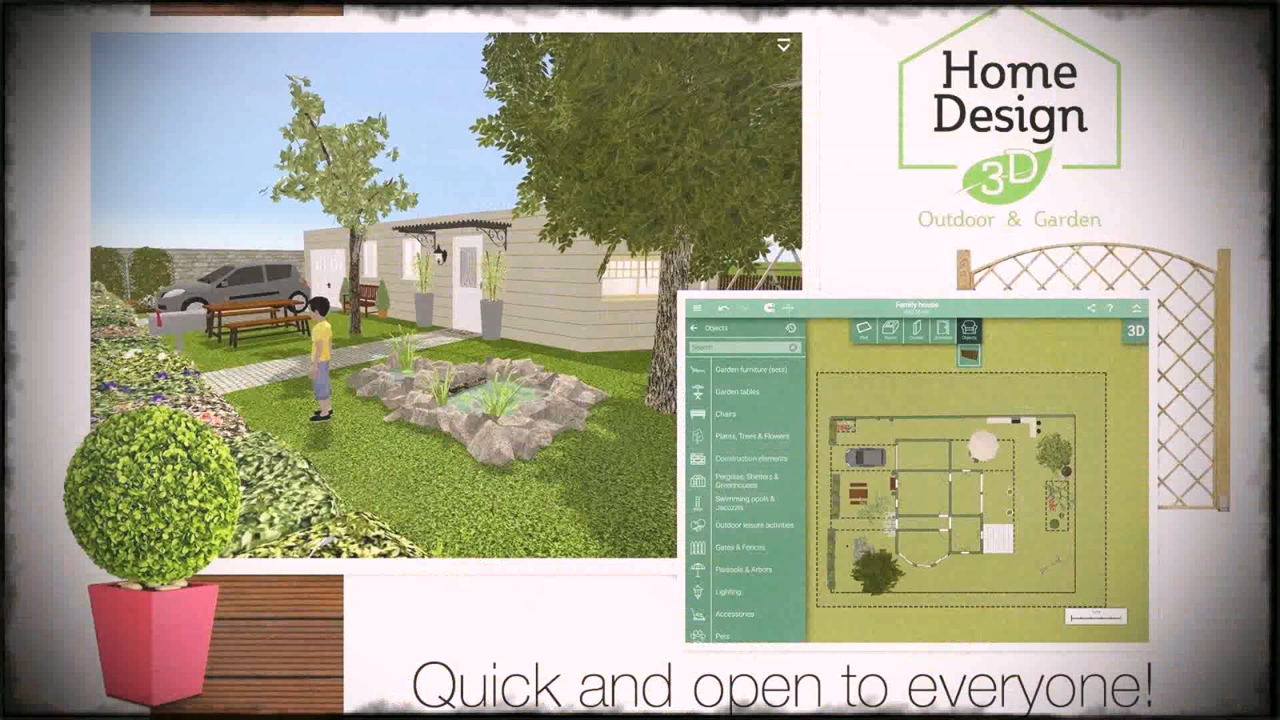 Home
Design
3D
Outdoor & Garden
Family house
3D
Objects
Search
Objects
Garden furniture (sets)
Garden tables
Chairs
Plants, Trees & Flowers
Construction elements
Pergolas, Shelters &
Greenhouses
Swimming pools &
Jacuzzis
Outdoor leisure activities
Gates & Fences
Parasols & Arbors
Lighting
Accessories
Pets
Quick and open to everyone!